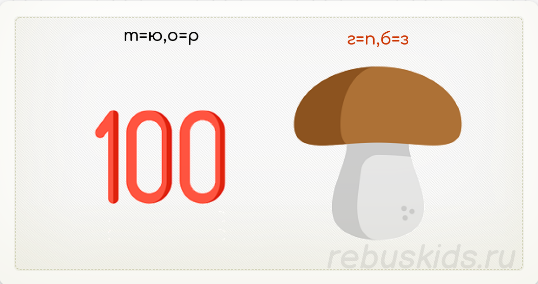 т=ю,о=р
г=п,б=з
100
rebuskids.ru